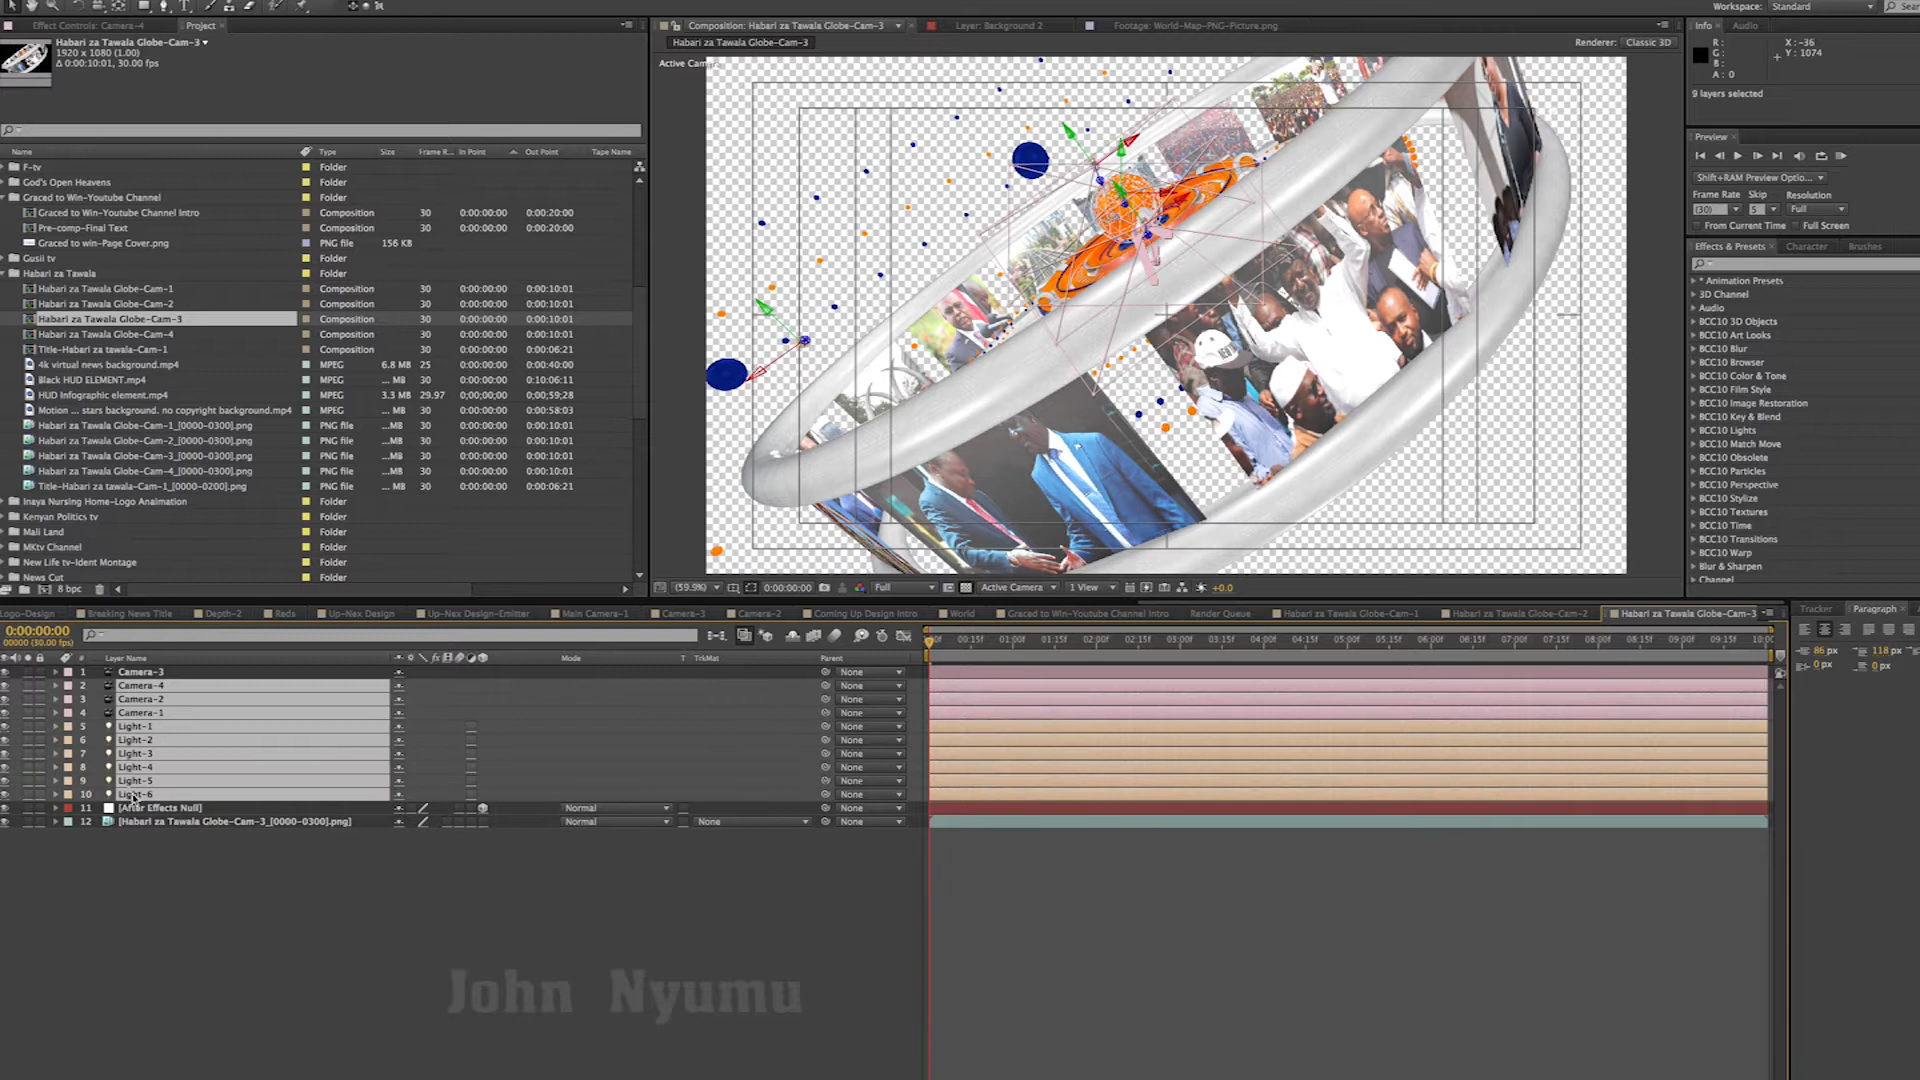 Workspace: Standard
Effect Controls: Camera-4
Project
Composition: Habari za Tawala Globe-Cam-3
Layer: Background 2
Footage: World-Map-PNG-Picture.png
Info
Audio
Habari za Tawala Globe-Cam-3
1920 x 1080 (1.00)
Δ 0:00:10:01, 30.00 fps
Habari za Tawala Globe-Cam-3
Renderer: Classic 3D
Active Camera
R :
G :
B :
A : 0
X : -36
Y : 1074
9 layers selected
Preview
Shift+RAM Preview Optio...
Frame Rate Skip Resolution
(30) 5 Full
From Current Time Full Screen
Effects & Presets Character Brushes
* Animation Presets
3D Channel
Audio
BCC10 3D Objects
BCC10 Art Looks
BCC10 Blur
BCC10 Browser
BCC10 Color & Tone
BCC10 Film Style
BCC10 Image Restoration
BCC10 Key & Blend
BCC10 Lights
BCC10 Match Move
BCC10 Obsolete
BCC10 Particles
BCC10 Perspective
BCC10 Stylize
BCC10 Textures
BCC10 Time
BCC10 Transitions
BCC10 Warp
Blur & Sharpen
Channel
Name Type Size Frame R... In Point Out Point Tape Name
F-tv Folder
God's Open Heavens Folder
Graced to Win-Youtube Channel Folder
Graced to Win-Youtube Channel Intro Composition 30 0:00:00:00 0:00:20:00
Pre-comp-Final Text Composition 30 0:00:00:00 0:00:20:00
Graced to win-Page Cover.png PNG file 156 KB
Gusii tv Folder
Habari za Tawala Folder
Habari za Tawala Globe-Cam-1 Composition 30 0:00:00:00 0:00:10:01
Habari za Tawala Globe-Cam-2 Composition 30 0:00:00:00 0:00:10:01
Habari za Tawala Globe-Cam-3 Composition 30 0:00:00:00 0:00:10:01
Habari za Tawala Globe-Cam-4 Composition 30 0:00:00:00 0:00:10:01
Title-Habari za tawala-Cam-1 Composition 30 0:00:00:00 0:00:06:21
4k virtual news background.mp4 MPEG 6.8 MB 25 0:00:00:00 0:00:40:00
Black HUD ELEMENT.mp4 MPEG ... MB 30 0:00:00:00 0:10:06:11
HUD Infographic element.mp4 MPEG 3.3 MB 29.97 0;00;00;00 0;00;59;28
Motion ... stars background. no copyright background.mp4 MPEG ... MB 30 0:00:00:00 0:00:58:03
Habari za Tawala Globe-Cam-1_[0000-0300].png PNG file ...MB 30 0:00:00:00 0:00:10:01
Habari za Tawala Globe-Cam-2_[0000-0300].png PNG file ...MB 30 0:00:00:00 0:00:10:01
Habari za Tawala Globe-Cam-3_[0000-0300].png PNG file ...MB 30 0:00:00:00 0:00:10:01
Habari za Tawala Globe-Cam-4_[0000-0300].png PNG file ...MB 30 0:00:00:00 0:00:10:01
Title-Habari za tawala-Cam-1_[0000-0200].png PNG file ... MB 30 0:00:00:00 0:00:06:21
Inaya Nursing Home-Logo Anaimation Folder
Kenyan Politics tv Folder
Mali Land Folder
MKtv Channel Folder
New Life tv-Ident Montage Folder
News Cut Folder
8 bpc
(59.9%) 0:00:00:00 Full Active Camera 1 View +0.0
Logo-Design Breaking News Title Depth-2 Reds Up-Nex Design Up-Nex Design-Emitter Main Camera-1 Camera-3 Camera-2 Coming Up Design Intro World Graced to Win-Youtube Channel Intro Render Queue Habari za Tawala Globe-Cam-1 Habari za Tawala Globe-Cam-2 Habari za Tawala Globe-Cam-3
Tracker Paragraph
0:00:00:00
00000 (30.00 fps)
00:15f 01:00f 01:15f 02:00f 02:15f 03:00f 03:15f 04:00f 04:15f 05:00f 05:15f 06:00f 06:15f 07:00f 07:15f 08:00f 08:15f 09:00f 09:15f
86 px 118 px
0 px 0 px
# Layer Name Mode T TrkMat Parent
1 Camera-3 None
2 Camera-4 None
3 Camera-2 None
4 Camera-1 None
5 Light-1 None
6 Light-2 None
7 Light-3 None
8 Light-4 None
9 Light-5 None
10 Light-6 None
11 [After Effects Null] Normal None
12 [Habari za Tawala Globe-Cam-3_[0000-0300].png] Normal None None
John Nyumu